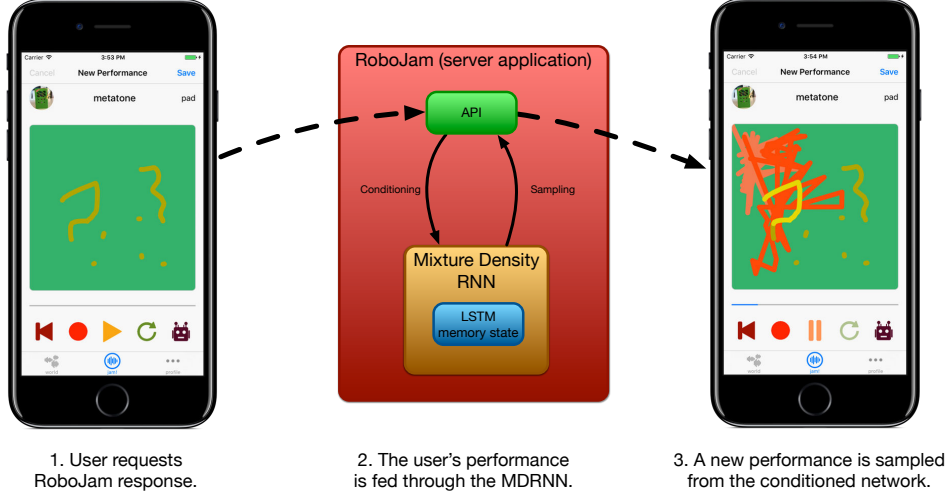 Carrier 3:53 PM
Cancel New Performance Save
metatone pad
world jam! profile
1. User requests
RoboJam response.
RoboJam (server application)
API
Conditioning Sampling
Mixture Density
RNN
LSTM
memory state
2. The user's performance
is fed through the MDRNN.
Carrier 3:54 PM
Cancel New Performance Save
metatone pad
world jam! profile
3. A new performance is sampled
from the conditioned network.